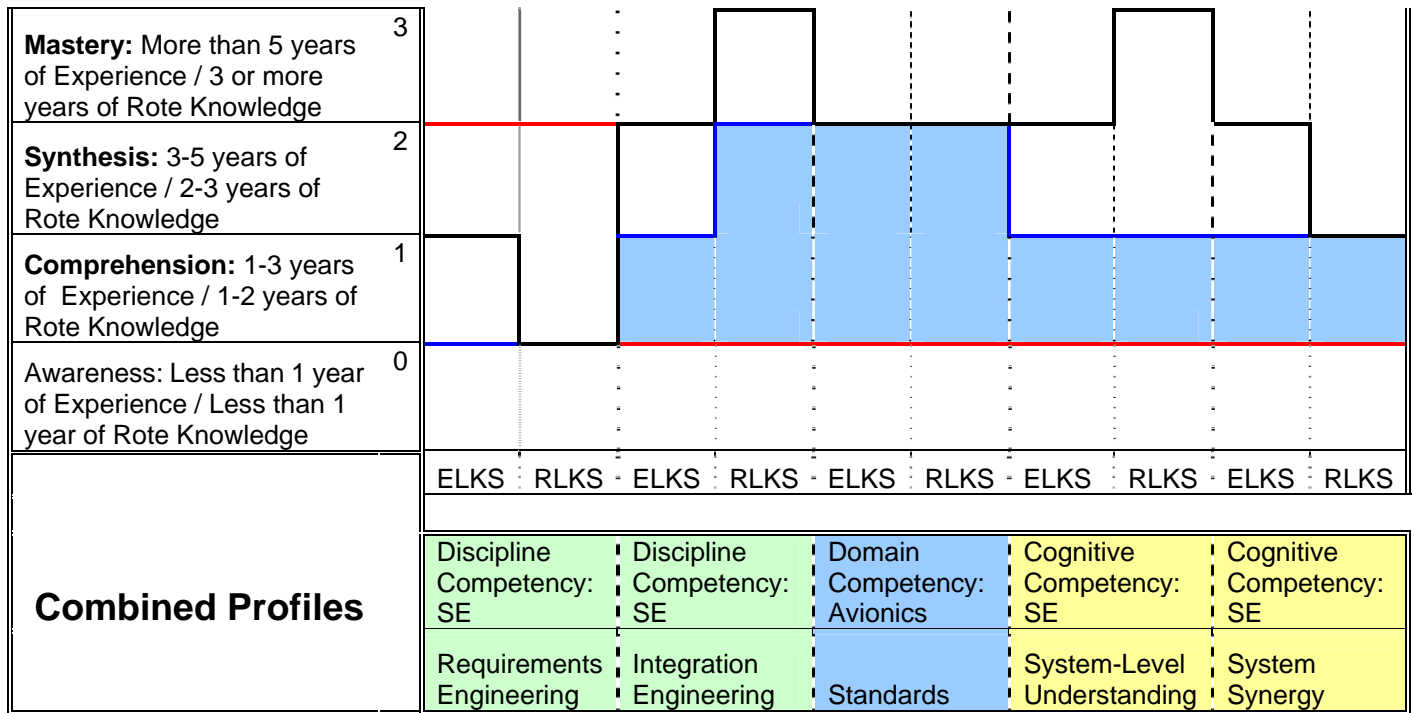 3
Mastery: More than 5 years
of Experience / 3 or more
years of Rote Knowledge
2
Synthesis: 3-5 years of
Experience / 2-3 years of
Rote Knowledge
1
Comprehension: 1-3 years
of Experience / 1-2 years of
Rote Knowledge
0
Awareness: Less than 1 year
of Experience / Less than 1
year of Rote Knowledge
ELKS RLKS ELKS RLKS ELKS RLKS ELKS RLKS ELKS RLKS
Combined Profiles
Discipline
Competency:
SE
Discipline
Competency:
SE
Domain
Competency:
Avionics
Cognitive
Competency:
SE
Cognitive
Competency:
SE
Requirements
Engineering
Integration
Engineering
Standards
System-Level
Understanding
System
Synergy